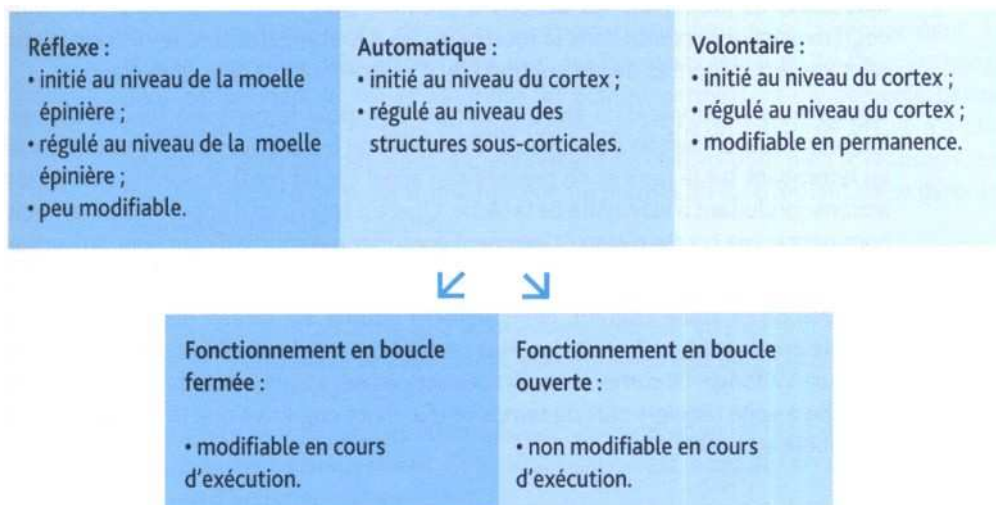 Réflexe :
• initié au niveau de la moelle
épinière ;
• régulé au niveau de la moelle
épinière ;
• peu modifiable.
Automatique :
• initié au niveau du cortex ;
• régulé au niveau des
structures sous-corticales.
Volontaire :
• initié au niveau du cortex ;
• régulé au niveau du cortex ;
• modifiable en permanence.
Fonctionnement en boucle
fermée :
• modifiable en cours
d'exécution.
Fonctionnement en boucle
ouverte :
• non modifiable en cours
d'exécution.